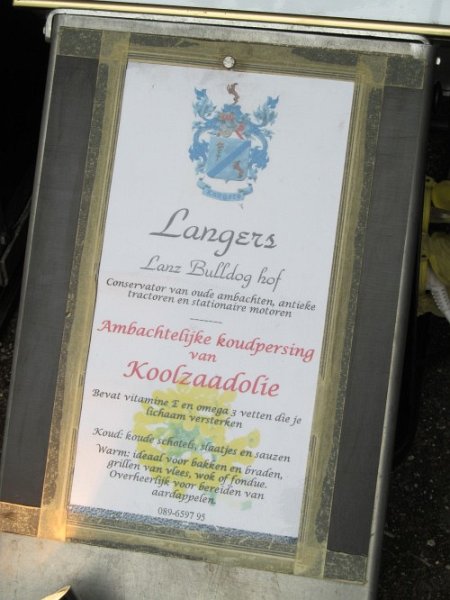 Langers
Langers
Lanz Bulldog hof
Conservator van oude ambachten, antieke
tractoren en stationaire motoren
Ambachtelijke koudpersing
van
Koolzaadolie
Bevat vitamine E en omega 3 vetten die je
lichaam versterken
Koud: koude schotels, slaatjes en sauzen
Warm: ideaal voor bakken en braden,
grillen van vlees, wok of fondue.
Overheerlijk voor bereiden van
aardappelen.
089-6597 95